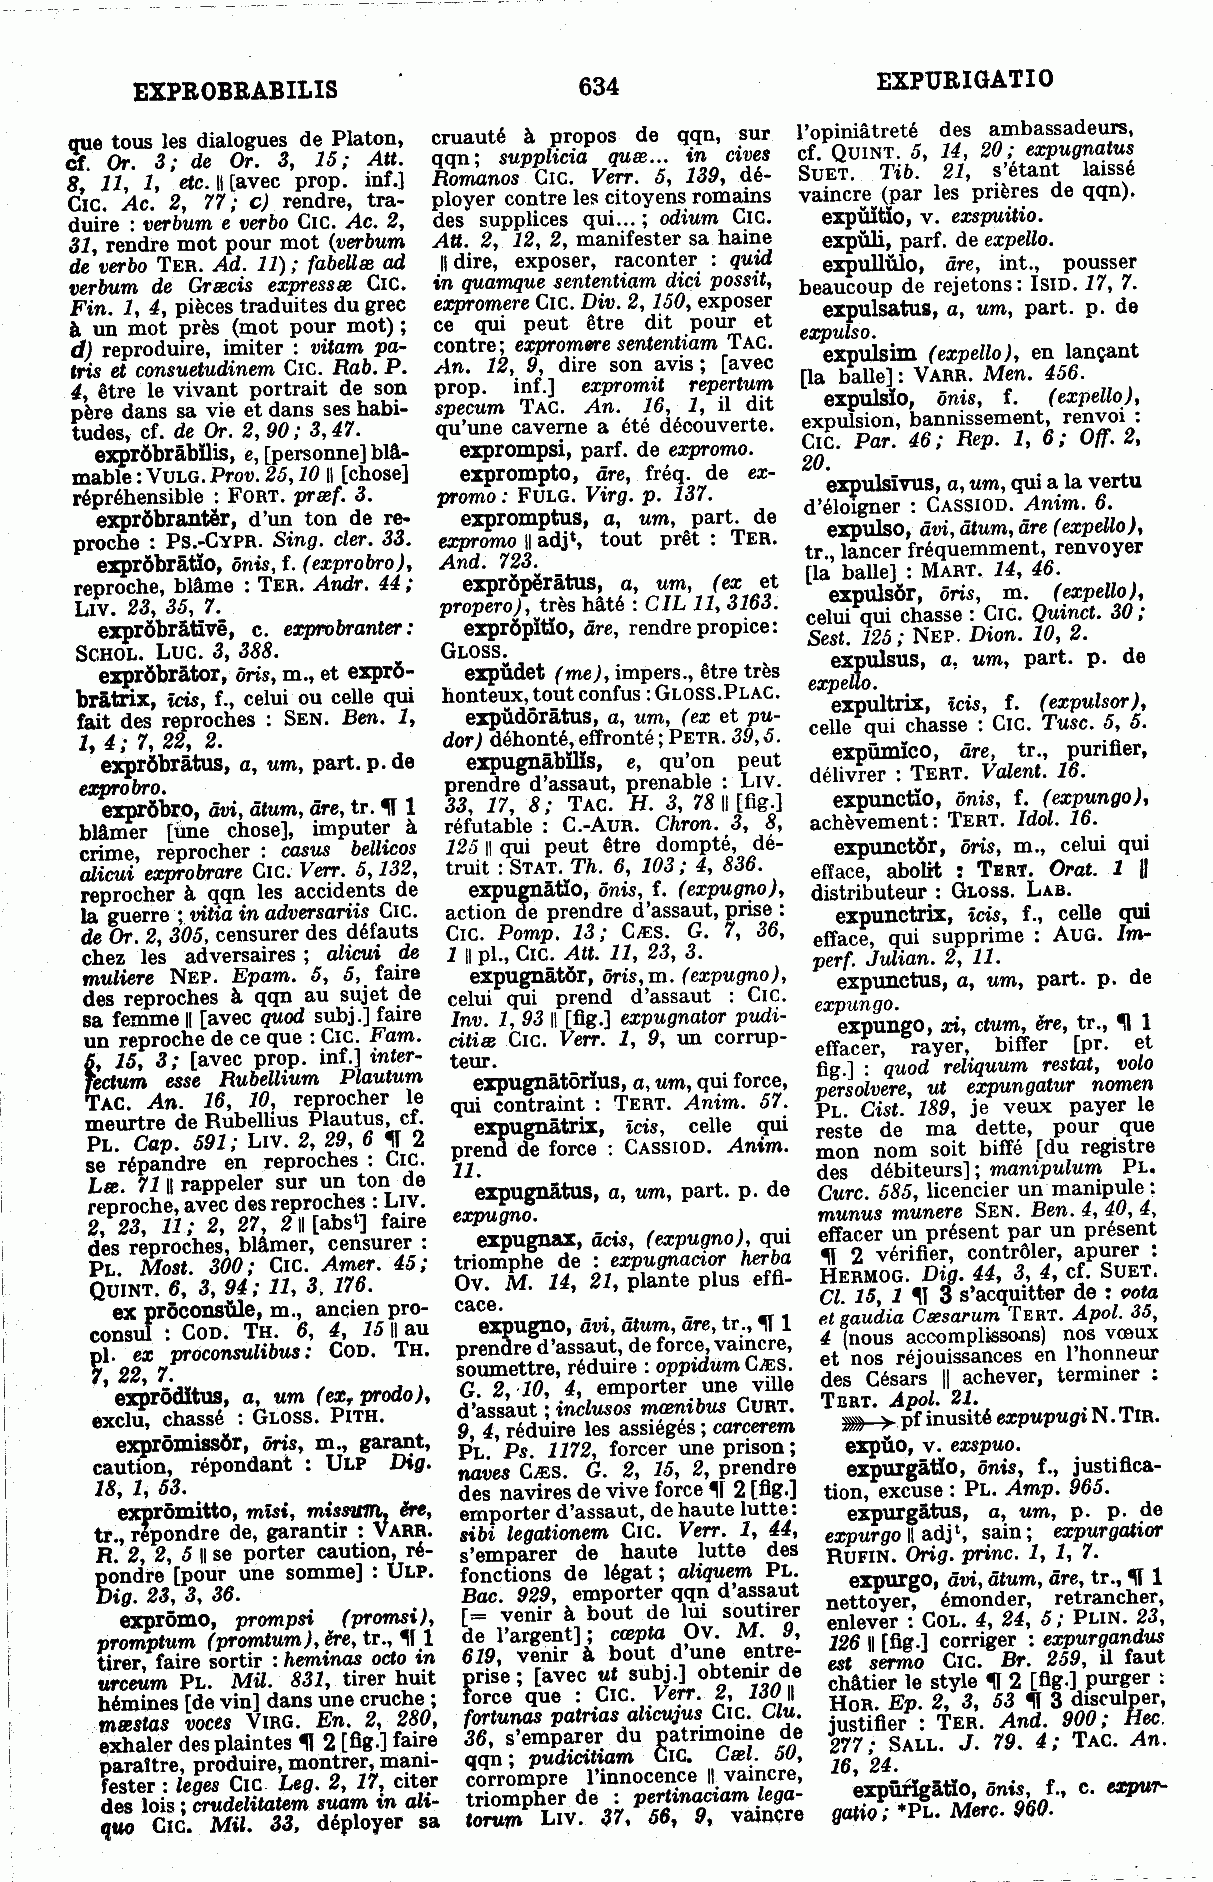 EXPROBRABILIS
634
EXPURIGATIO
que tous les dialogues de Platon,
cf. Or. 3; de Or. 3, 15; Att.
8, 11, 1, etc. || [avec prop. inf.]
CIC. Ac. 2, 77; c) rendre, tra-
duire : verbum e verbo CIC. Ac. 2,
31, rendre mot pour mot (verbum
de verbo TER. Ad. 11); fabellæ ad
verbum de Græcis expressæ CIC.
Fin. 1, 4, pièces traduites du grec
à un mot près (mot pour mot);
d) reproduire, imiter : vitam pa-
tris et consuetudinem CIC. Rab. P.
4, être le vivant portrait de son
père dans sa vie et dans ses habi-
tudes, cf. de Or. 2, 90; 3, 47.
exprŏbrābĭlis, e, [personne] blâ-
mable : VULG. Prov. 25, 10 || [chose]
répréhensible : FORT. præf. 3.
exprŏbrantĕr, d'un ton de re-
proche : PS.-CYPR. Sing. cler. 33.
exprŏbrātĭo, ōnis, f. (exprobro),
reproche, blâme : TER. Andr. 44;
LIV. 23, 35, 7.
exprŏbrātīvē, c. exprobranter :
SCHOL. LUC. 3, 388.
exprŏbrātor, ōris, m., et exprŏ-
brātrix, īcis, f., celui ou celle qui
fait des reproches : SEN. Ben. 1,
1, 4; 7, 22, 2.
exprŏbrātus, a, um, part. p. de
exprobro.
exprŏbro, āvi, ātum, āre, tr. ¶ 1
blâmer [une chose], imputer à
crime, reprocher : casus bellicos
alicui exprobrare CIC. Verr. 5, 132,
reprocher à qqn les accidents de
la guerre ; vitia in adversariis CIC.
de Or. 2, 305, censurer des défauts
chez les adversaires ; alicui de
muliere NEP. Epam. 5, 5, faire
des reproches à qqn au sujet de
sa femme || [avec quod subj.] faire
un reproche de ce que : CIC. Fam.
5, 15, 3; [avec prop. inf.] inter-
fectum esse Rubellium Plautum
TAC. An. 16, 10, reprocher le
meurtre de Rubellius Plautus, cf.
PL. Cap. 591; LIV. 2, 29, 6 ¶ 2
se répandre en reproches : CIC.
Læ. 71 || rappeler sur un ton de
reproche, avec des reproches : LIV.
2, 23, 11; 2, 27, 2 || [abst] faire
des reproches, blâmer, censurer :
PL. Most. 300; CIC. Amer. 45;
QUINT. 6, 3, 94; 11, 3, 176.
ex prōconsŭle, m., ancien pro-
consul : COD. TH. 6, 4, 15 || au
pl. ex proconsulibus : COD. TH.
7, 22, 7.
exprōdĭtus, a, um (ex, prodo),
exclu, chassé : GLOSS. PITH.
exprōmissŏr, ōris, m., garant,
caution, répondant : ULP Dig.
18, 1, 53.
exprōmitto, mīsi, missum, ĕre,
tr., répondre de, garantir : VARR.
R. 2, 2, 5 || se porter caution, ré-
pondre [pour une somme] : ULP.
Dig. 23, 3, 36.
exprōmo, prompsi (promsi),
promptum (promtum), ĕre, tr., ¶ 1
tirer, faire sortir : heminas octo in
urceum PL. Mil. 831, tirer huit
hémines [de vin] dans une cruche ;
mæstas voces VIRG. En. 2, 280,
exhaler des plaintes ¶ 2 [fig.] faire
paraître, produire, montrer, mani-
fester : leges CIC Leg. 2, 17, citer
des lois ; crudelitatem suam in ali-
quo CIC. Mil. 33, déployer sa
cruauté à propos de qqn, sur
qqn; supplicia quæ... in cives
Romanos CIC. Verr. 5, 139, dé-
ployer contre les citoyens romains
des supplices qui... ; odium CIC.
Att. 2, 12, 2, manifester sa haine
|| dire, exposer, raconter : quid
in quamque sententiam dici possit,
expromere CIC. Div. 2, 150, exposer
ce qui peut être dit pour et
contre; expromere sententiam TAC.
An. 12, 9, dire son avis ; [avec
prop. inf.] expromit repertum
specum TAC. An. 16, 1, il dit
qu'une caverne a été découverte.
exprompsi, parf. de expromo.
exprompto, āre, fréq. de ex-
promo : FULG. Virg. p. 137.
expromptus, a, um, part. de
expromo || adjt, tout prêt : TER.
And. 723.
exprŏpĕrātus, a, um, (ex et
propero), très hâté : CIL 11, 3163.
exprŏpĭtĭo, āre, rendre propice :
GLOSS.
expŭdet (me), impers., être très
honteux, tout confus : GLOSS. PLAC.
expŭdōrātus, a, um, (ex et pu-
dor) déhonté, effronté ; PETR. 39, 5.
expugnābĭlis, e, qu'on peut
prendre d'assaut, prenable : LIV.
33, 17, 8; TAC. H. 3, 78 || [fig.]
réfutable : C.-AUR. Chron. 3, 8,
125 || qui peut être dompté, dé-
truit : STAT. Th. 6, 103; 4, 836.
expugnātĭo, ōnis, f. (expugno),
action de prendre d'assaut, prise :
CIC. Pomp. 13; CÆS. G. 7, 36,
1 || pl., CIC. Att. 11, 23, 3.
expugnātŏr, ōris, m. (expugno),
celui qui prend d'assaut : CIC.
Inv. 1, 93 || [fig.] expugnator pudi-
citiæ CIC. Verr. 1, 9, un corrup-
teur.
expugnātōrĭus, a, um, qui force,
qui contraint : TERT. Anim. 57.
expugnātrix, īcis, celle qui
prend de force : CASSIOD. Anim.
11.
expugnātus, a, um, part. p. de
expugno.
expugnax, ācis, (expugno), qui
triomphe de : expugnacior herba
OV. M. 14, 21, plante plus effi-
cace.
expugno, āvi, ātum, āre, tr., ¶ 1
prendre d'assaut, de force, vaincre,
soumettre, réduire : oppidum CÆS.
G. 2, 10, 4, emporter une ville
d'assaut ; inclusos mœnibus CURT.
9, 4, réduire les assiégés ; carcerem
PL. Ps. 1172, forcer une prison ;
naves CÆS. G. 2, 15, 2, prendre
des navires de vive force ¶ 2 [fig.]
emporter d'assaut, de haute lutte :
sibi legationem CIC. Verr. 1, 44,
s'emparer de haute lutte des
fonctions de légat ; aliquem PL.
Bac. 929, emporter qqn d'assaut
[= venir à bout de lui soutirer
de l'argent] ; cœpta OV. M. 9,
619, venir à bout d'une entre-
prise ; [avec ut subj.] obtenir de
force que : CIC. Verr. 2, 130 ||
fortunas patrias alicujus CIC. Clu.
36, s'emparer du patrimoine de
qqn ; pudicitiam CIC. Cæl. 50,
corrompre l'innocence || vaincre,
triompher de : pertinaciam lega-
torum LIV. 37, 56, 9, vaincre
l'opiniâtreté des ambassadeurs,
cf. QUINT. 5, 14, 20; expugnatus
SUET. Tib. 21, s'étant laissé
vaincre (par les prières de qqn).
expŭĭtĭo, v. exspuitio.
expŭli, parf. de expello.
expullŭlo, āre, int., pousser
beaucoup de rejetons : ISID. 17, 7.
expulsatus, a, um, part. p. de
expulso.
expulsim (expello), en lançant
[la balle] : VARR. Men. 456.
expulsĭo, ōnis, f. (expello),
expulsion, bannissement, renvoi :
CIC. Par. 46; Rep. 1, 6; Off. 2,
20.
expulsīvus, a, um, qui a la vertu
d'éloigner : CASSIOD. Anim. 6.
expulso, āvi, ātum, āre (expello),
tr., lancer fréquemment, renvoyer
[la balle] : MART. 14, 46.
expulsŏr, ōris, m. (expello),
celui qui chasse : CIC. Quinct. 30;
Sest. 125; NEP. Dion. 10, 2.
expulsus, a, um, part. p. de
expello.
expultrix, īcis, f. (expulsor),
celle qui chasse : CIC. Tusc. 5, 5.
expūmĭco, āre, tr., purifier,
délivrer : TERT. Valent. 16.
expunctĭo, ōnis, f. (expungo),
achèvement : TERT. Idol. 16.
expunctŏr, ōris, m., celui qui
efface, abolit : TERT. Orat. 1 ||
distributeur : GLOSS. LAB.
expunctrix, īcis, f., celle qui
efface, qui supprime : AUG. Im-
perf. Julian. 2, 11.
expunctus, a, um, part. p. de
expungo.
expungo, xi, ctum, ĕre, tr., ¶ 1
effacer, rayer, biffer [pr. et
fig.] : quod reliquum restat, volo
persolvere, ut expungatur nomen
PL. Cist. 189, je veux payer le
reste de ma dette, pour que
mon nom soit biffé [du registre
des débiteurs] ; manipulum PL.
Curc. 585, licencier un manipule ;
munus munere SEN. Ben. 4, 40, 4,
effacer un présent par un présent
¶ 2 vérifier, contrôler, apurer :
HERMOG. Dig. 44, 3, 4, cf. SUET.
Cl. 15, 1 ¶ 3 s'acquitter de : vota
et gaudia Cæsarum TERT. Apol. 35,
4 (nous accomplissons) nos vœux
et nos réjouissances en l'honneur
des Césars || achever, terminer :
TERT. Apol. 21.
pf inusité expupugi N. TIR.
expŭo, v. exspuo.
expurgātĭo, ōnis, f., justifica-
tion, excuse : PL. Amp. 965.
expurgātus, a, um, p. p. de
expurgo || adjt, sain ; expurgatior
RUFIN. Orig. princ. 1, 1, 7.
expurgo, āvi, ātum, āre, tr., ¶ 1
nettoyer, émonder, retrancher,
enlever : COL. 4, 24, 5; PLIN. 23,
126 || [fig.] corriger : expurgandus
est sermo CIC. Br. 259, il faut
châtier le style ¶ 2 [fig.] purger :
HOR. Ep. 2, 3, 53 ¶ 3 disculper,
justifier : TER. And. 900; Hec.
277; SALL. J. 79. 4; TAC. An.
16, 24.
expūrĭgātĭo, ōnis, f., c. expur-
gatio ; *PL. Merc. 960.